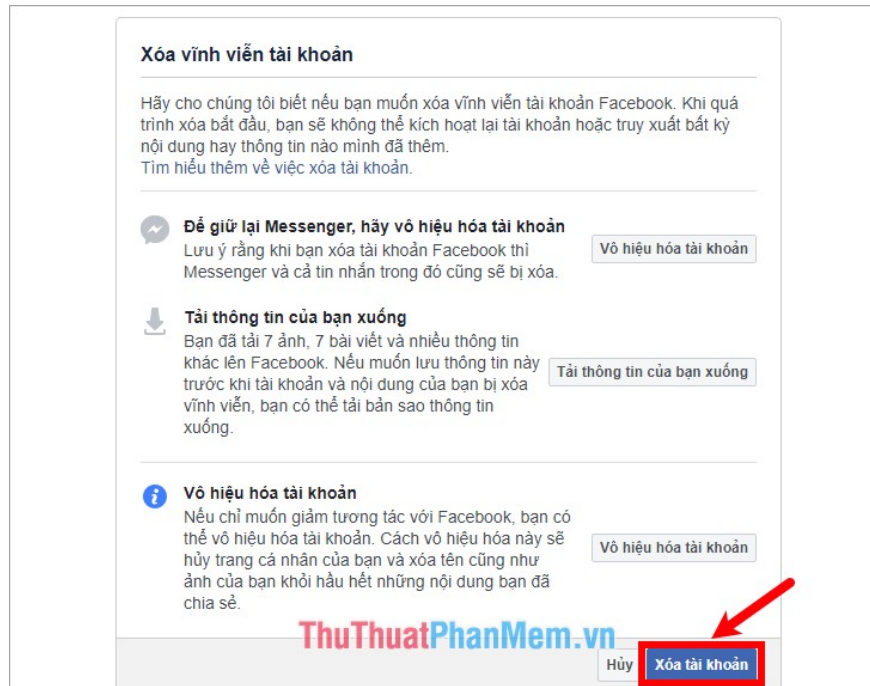 Xóa vĩnh viễn tài khoản
Hãy cho chúng tôi biết nếu bạn muốn xóa vĩnh viễn tài khoản Facebook. Khi quá
trình xóa bắt đầu, bạn sẽ không thể kích hoạt lại tài khoản hoặc truy xuất bất kỳ
nội dung hay thông tin nào mình đã thêm.
Tìm hiểu thêm về việc xóa tài khoản.
Để giữ lại Messenger, hãy vô hiệu hóa tài khoản
Lưu ý rằng khi bạn xóa tài khoản Facebook thì
Messenger và cả tin nhắn trong đó cũng sẽ bị xóa.
Vô hiệu hóa tài khoản
Tải thông tin của bạn xuống
Bạn đã tải 7 ảnh, 7 bài viết và nhiều thông tin
khác lên Facebook. Nếu muốn lưu thông tin này
trước khi tài khoản và nội dung của bạn bị xóa
vĩnh viễn, bạn có thể tải bản sao thông tin
xuống.
Tải thông tin của bạn xuống
Vô hiệu hóa tài khoản
Nếu chỉ muốn giảm tương tác với Facebook, bạn có
thể vô hiệu hóa tài khoản. Cách vô hiệu hóa này sẽ
hủy trang cá nhân của bạn và xóa tên cũng như
ảnh của bạn khỏi hầu hết những nội dung bạn đã
chia sẻ.
Vô hiệu hóa tài khoản
ThuThuatPhanMem.vn
Hủy
Xóa tài khoản